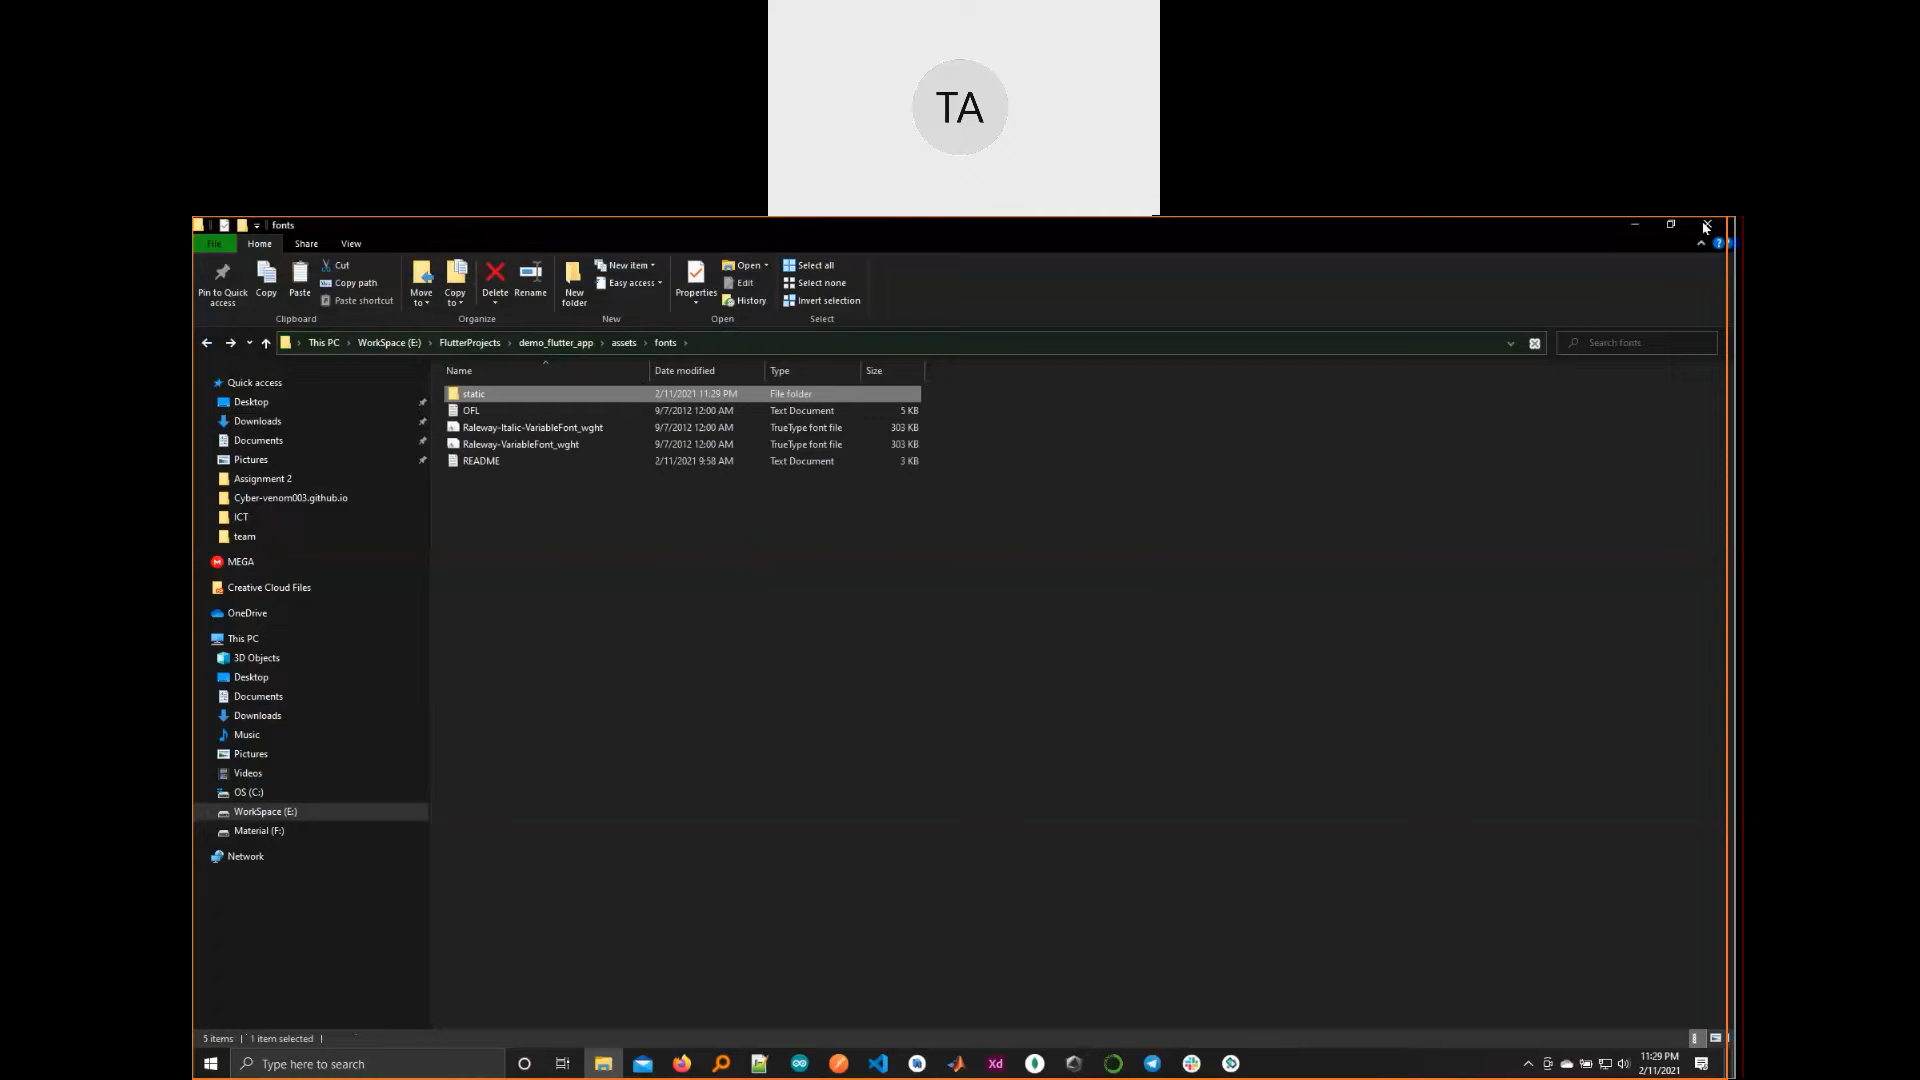 TA
fonts
File Home Share View
Pin to Quick access
Copy
Paste
Cut
Copy path
Paste shortcut
Clipboard
Move to
Copy to
Delete
Rename
Organize
New folder
New item
Easy access
New
Properties
Open
Edit
History
Open
Select all
Select none
Invert selection
Select
This PC > WorkSpace (E:) > FlutterProjects > demo_flutter_app > assets > fonts >
Search fonts
Name Date modified Type Size
static 2/11/2021 11:29 PM File folder
OFL 9/7/2012 12:00 AM Text Document 5 KB
Raleway-Italic-VariableFont_wght 9/7/2012 12:00 AM TrueType font file 303 KB
Raleway-VariableFont_wght 9/7/2012 12:00 AM TrueType font file 303 KB
README 2/11/2021 9:58 AM Text Document 3 KB
Quick access
Desktop
Downloads
Documents
Pictures
Assignment 2
Cyber-venom003.github.io
ICT
team
MEGA
Creative Cloud Files
OneDrive
This PC
3D Objects
Desktop
Documents
Downloads
Music
Pictures
Videos
OS (C:)
WorkSpace (E:)
Material (F:)
Network
5 items 1 item selected
Type here to search
Xd
11:29 PM
2/11/2021